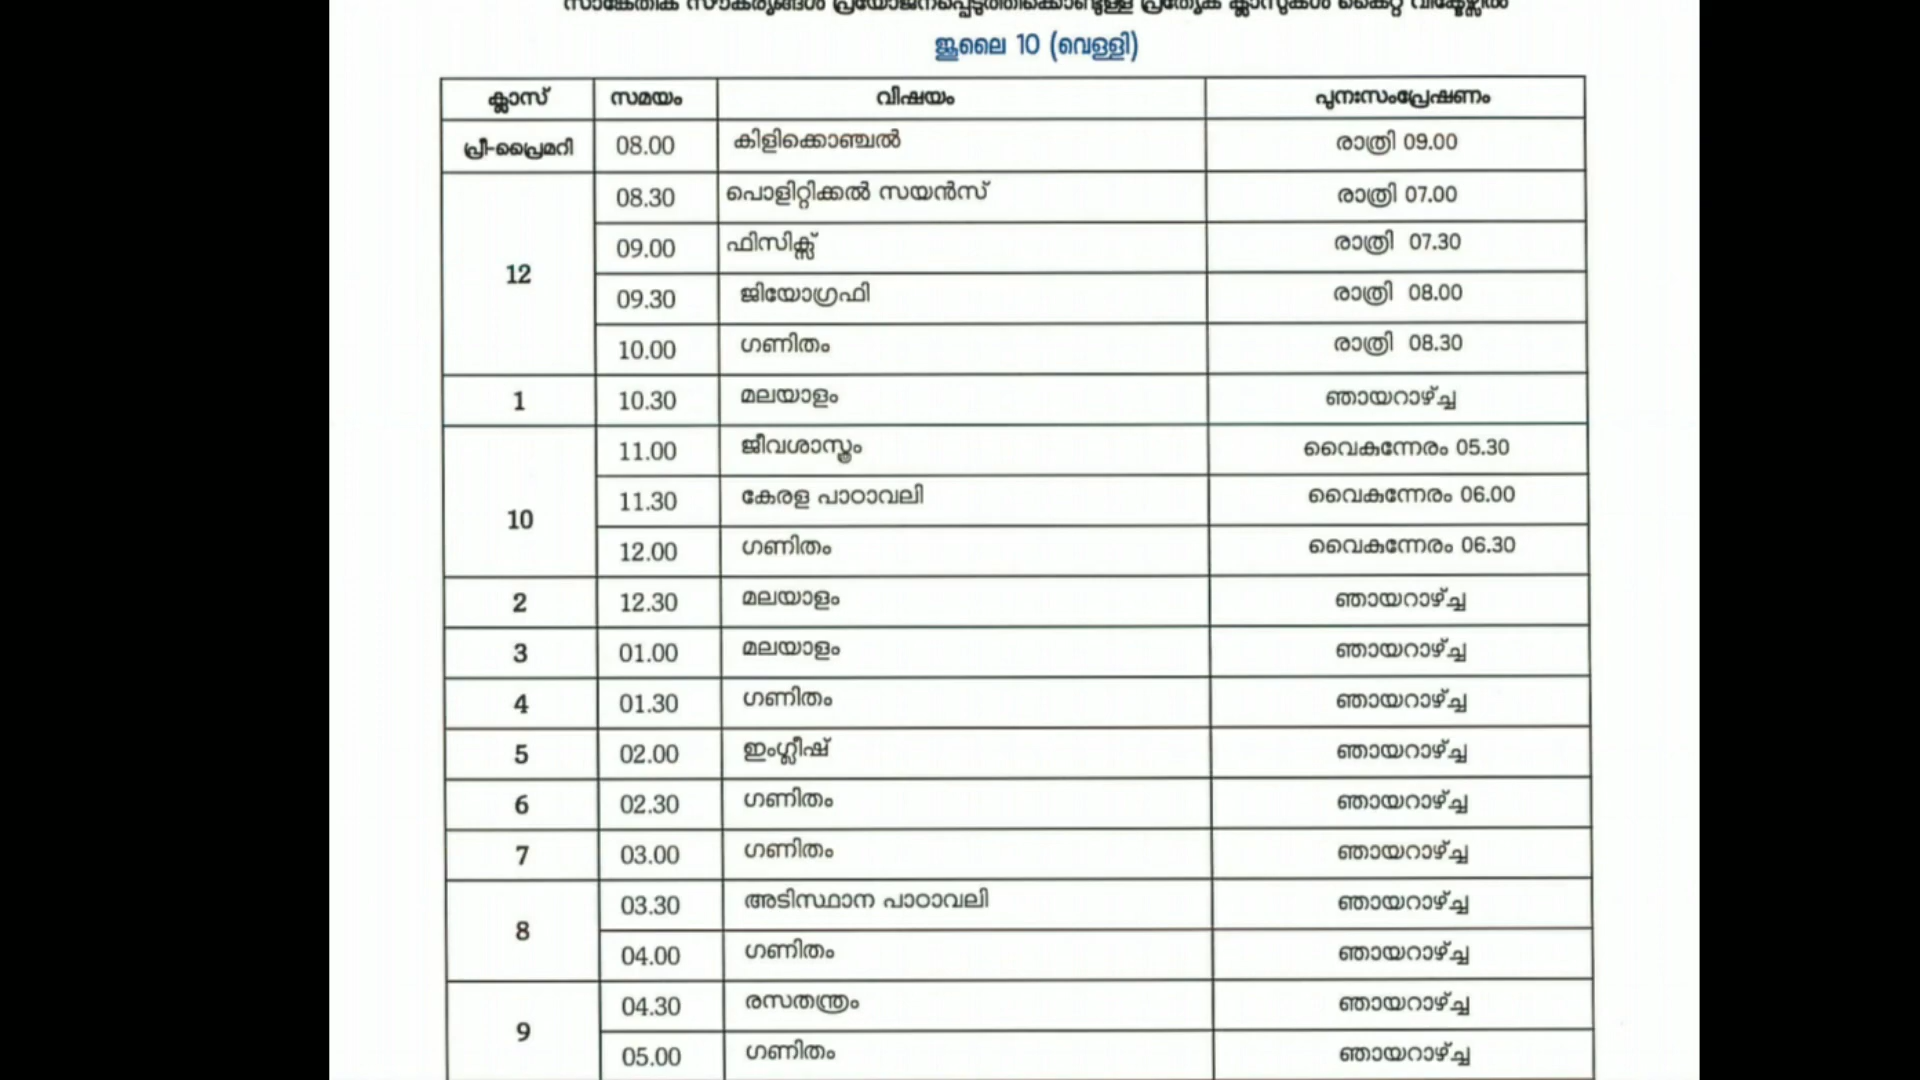 സാങ്കേതിക സൗകര്യങ്ങൾ പ്രയോജനപ്പെടുത്തിക്കൊണ്ടുള്ള പ്രത്യേക ക്ലാസുകൾ കൈറ്റ് വിക്ടേഴ്സിൽ
ജൂലൈ 10 (വെള്ളി)
ക്ലാസ് സമയം വിഷയം പുനഃസംപ്രേഷണം
പ്രീ-പ്രൈമറി 08.00 കിളിക്കൊഞ്ചൽ രാത്രി 09.00
12 08.30 പൊളിറ്റിക്കൽ സയൻസ് രാത്രി 07.00
09.00 ഫിസിക്സ് രാത്രി 07.30
09.30 ജിയോഗ്രഫി രാത്രി 08.00
10.00 ഗണിതം രാത്രി 08.30
1 10.30 മലയാളം ഞായറാഴ്ച്ച
10 11.00 ജീവശാസ്ത്രം വൈകുന്നേരം 05.30
11.30 കേരള പാഠാവലി വൈകുന്നേരം 06.00
12.00 ഗണിതം വൈകുന്നേരം 06.30
2 12.30 മലയാളം ഞായറാഴ്ച്ച
3 01.00 മലയാളം ഞായറാഴ്ച്ച
4 01.30 ഗണിതം ഞായറാഴ്ച്ച
5 02.00 ഇംഗ്ലീഷ് ഞായറാഴ്ച്ച
6 02.30 ഗണിതം ഞായറാഴ്ച്ച
7 03.00 ഗണിതം ഞായറാഴ്ച്ച
8 03.30 അടിസ്ഥാന പാഠാവലി ഞായറാഴ്ച്ച
04.00 ഗണിതം ഞായറാഴ്ച്ച
9 04.30 രസതന്ത്രം ഞായറാഴ്ച്ച
05.00 ഗണിതം ഞായറാഴ്ച്ച